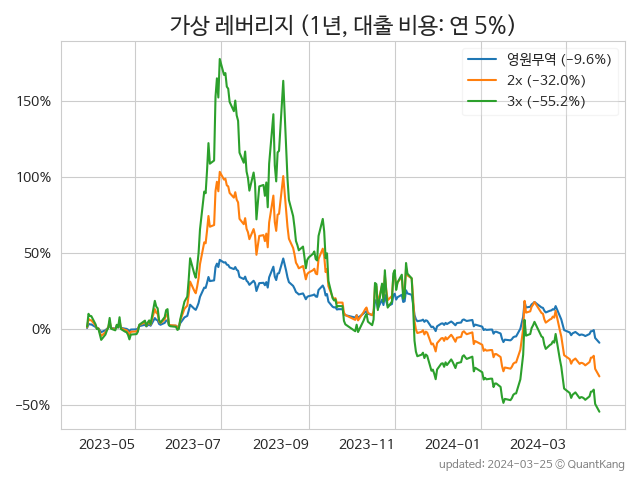 가상 레버리지 (1년, 대출 비용: 연 5%)
영원무역 (−9.6%)
2x (−32.0%)
3x (−55.2%)
150%
100%
50%
0%
−50%
2023−05 2023−07 2023−09 2023−11 2024−01 2024−03
updated: 2024−03−25 © QuantKang